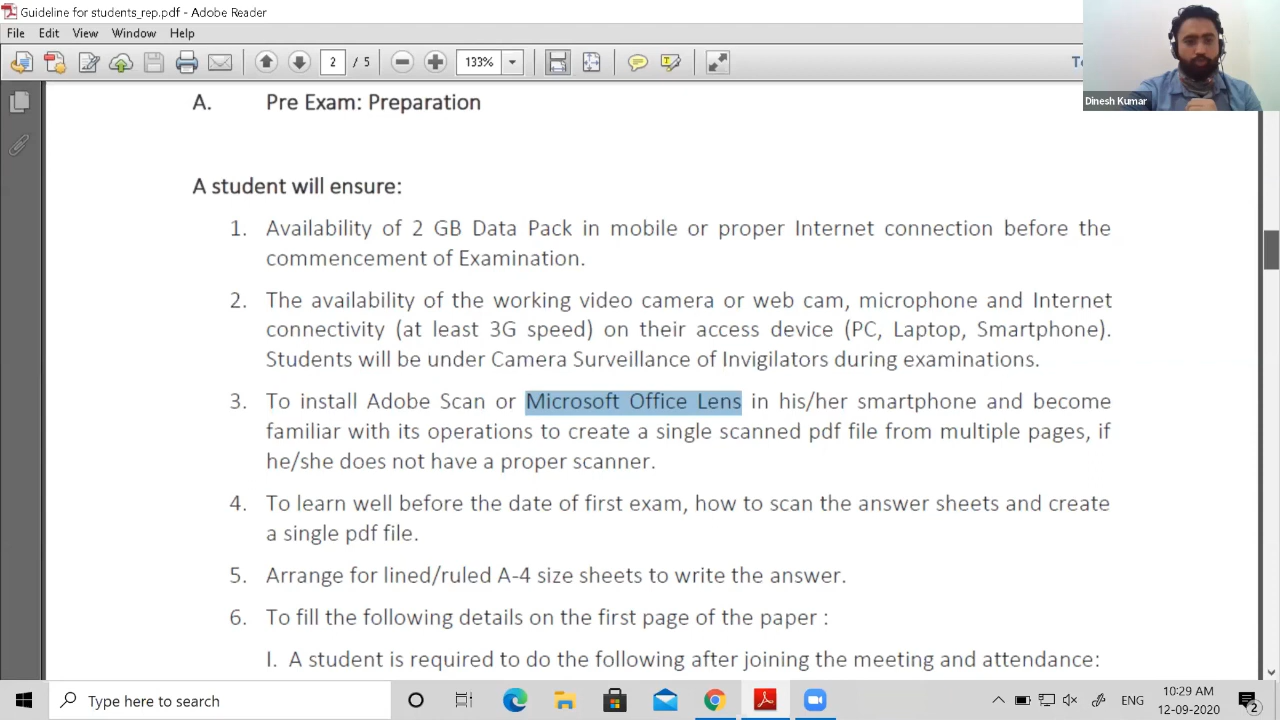 Guideline for students_rep.pdf - Adobe Reader
File Edit View Window Help
2 / 5 133%
Dinesh Kumar
A. Pre Exam: Preparation
A student will ensure:
1. Availability of 2 GB Data Pack in mobile or proper Internet connection before the
commencement of Examination.
2. The availability of the working video camera or web cam, microphone and Internet
connectivity (at least 3G speed) on their access device (PC, Laptop, Smartphone).
Students will be under Camera Surveillance of Invigilators during examinations.
3. To install Adobe Scan or Microsoft Office Lens in his/her smartphone and become
familiar with its operations to create a single scanned pdf file from multiple pages, if
he/she does not have a proper scanner.
4. To learn well before the date of first exam, how to scan the answer sheets and create
a single pdf file.
5. Arrange for lined/ruled A-4 size sheets to write the answer.
6. To fill the following details on the first page of the paper :
I. A student is required to do the following after joining the meeting and attendance:
Type here to search
ENG
10:29 AM
12-09-2020
2